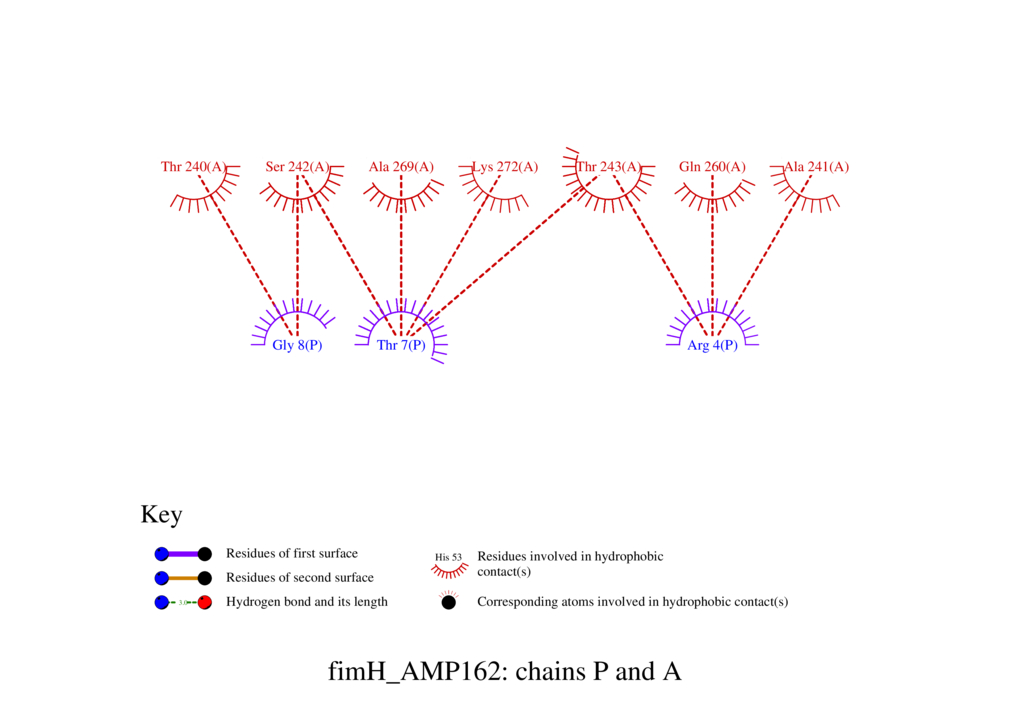 Thr 240(A) Ser 242(A) Ala 269(A) Lys 272(A) Thr 243(A) Gln 260(A) Ala 241(A)
Gly 8(P) Thr 7(P) Arg 4(P)
Key
Residues of first surface
Residues of second surface
3.0
Hydrogen bond and its length
His 53
Residues involved in hydrophobic
contact(s)
Corresponding atoms involved in hydrophobic contact(s)
fimH_AMP162: chains P and A